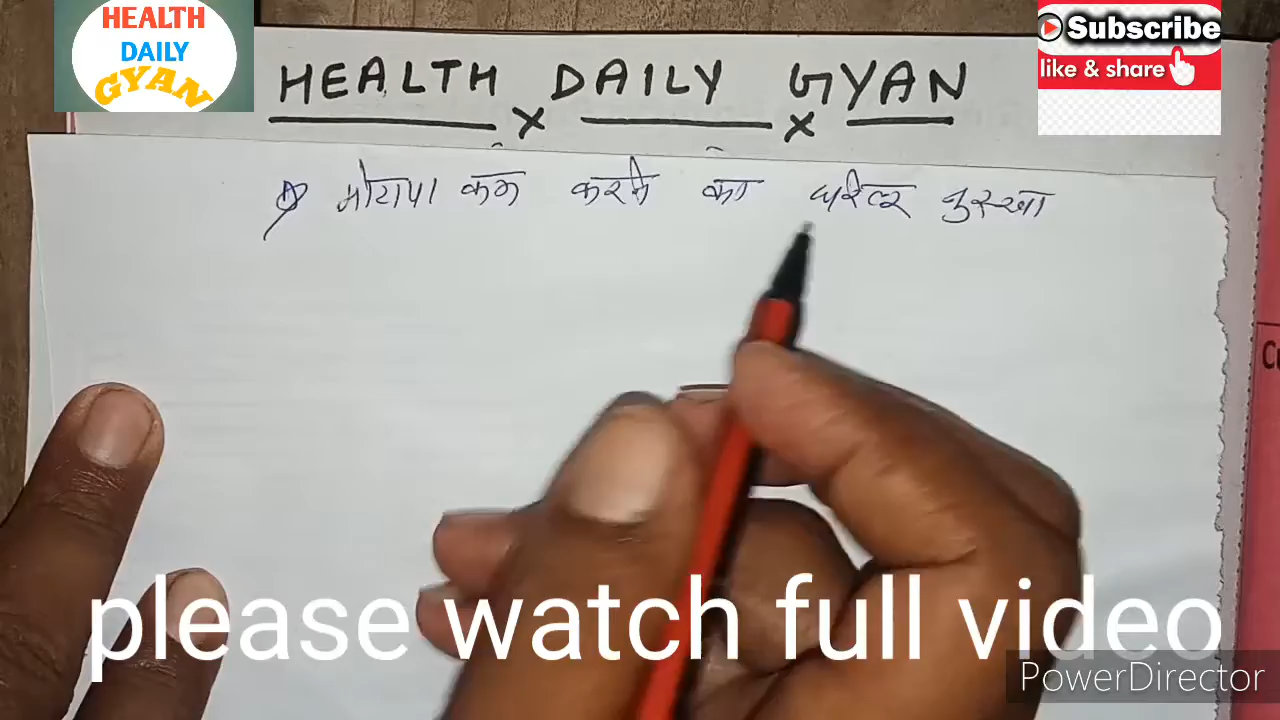 HEALTH
DAILY
GYAN
Subscribe
like & share
HEALTH DAILY GYAN
x x
मोटापा कम करने का घरेलू नुस्खा
please watch full video
PowerDirector